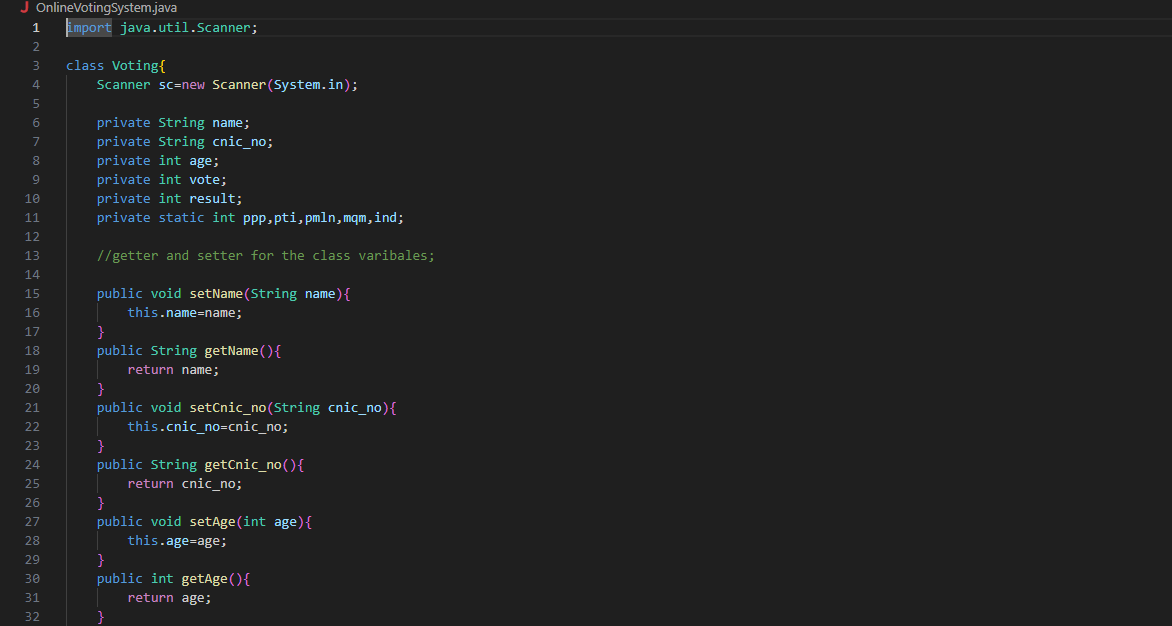 J OnlineVotingSystem.java
1 import java.util.Scanner;
2
3 class Voting{
4     Scanner sc=new Scanner(System.in);
5
6     private String name;
7     private String cnic_no;
8     private int age;
9     private int vote;
10     private int result;
11     private static int ppp,pti,pmln,mqm,ind;
12
13     //getter and setter for the class varibales;
14
15     public void setName(String name){
16         this.name=name;
17     }
18     public String getName(){
19         return name;
20     }
21     public void setCnic_no(String cnic_no){
22         this.cnic_no=cnic_no;
23     }
24     public String getCnic_no(){
25         return cnic_no;
26     }
27     public void setAge(int age){
28         this.age=age;
29     }
30     public int getAge(){
31         return age;
32     }